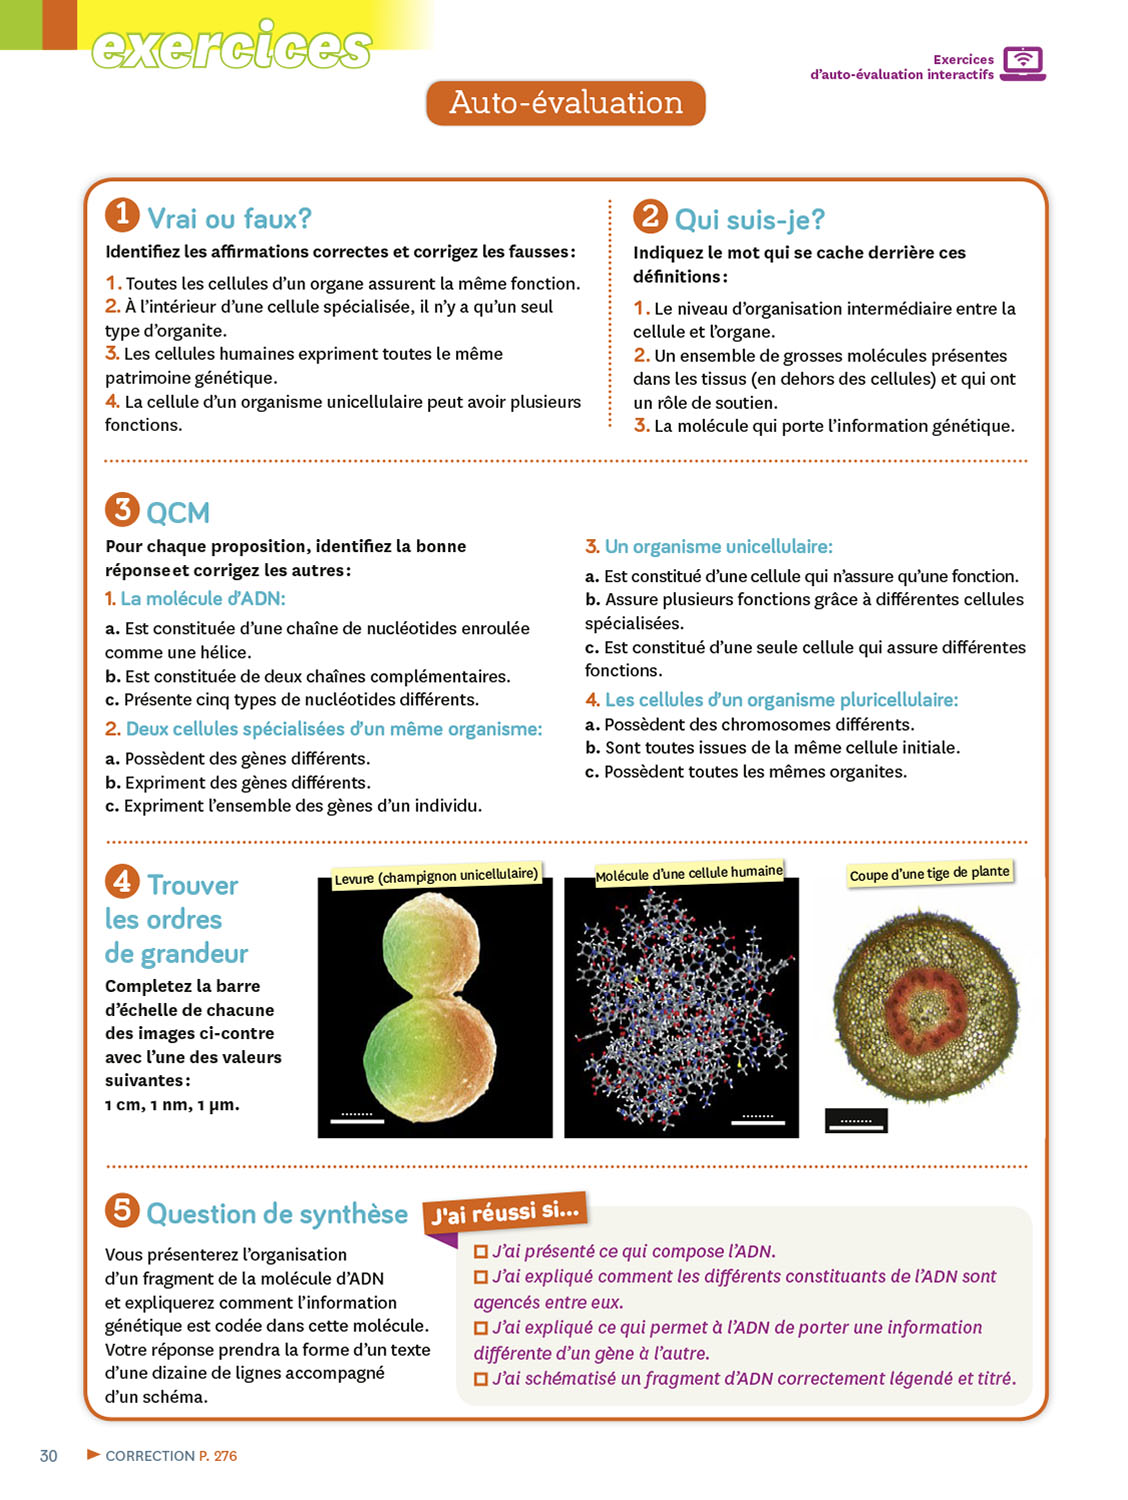 exercices
Exercices
d'auto-évaluation interactifs
Auto-évaluation
1 Vrai ou faux?
Identifiez les affirmations correctes et corrigez les fausses :
1. Toutes les cellules d'un organe assurent la même fonction.
2. À l'intérieur d'une cellule spécialisée, il n'y a qu'un seul
type d'organite.
3. Les cellules humaines expriment toutes le même
patrimoine génétique.
4. La cellule d'un organisme unicellulaire peut avoir plusieurs
fonctions.
2 Qui suis-je?
Indiquez le mot qui se cache derrière ces
définitions :
1. Le niveau d'organisation intermédiaire entre la
cellule et l'organe.
2. Un ensemble de grosses molécules présentes
dans les tissus (en dehors des cellules) et qui ont
un rôle de soutien.
3. La molécule qui porte l'information génétique.
3 QCM
Pour chaque proposition, identifiez la bonne
réponse et corrigez les autres :
1. La molécule d'ADN:
a. Est constituée d'une chaîne de nucléotides enroulée
comme une hélice.
b. Est constituée de deux chaînes complémentaires.
c. Présente cinq types de nucléotides différents.
2. Deux cellules spécialisées d'un même organisme:
a. Possèdent des gènes différents.
b. Expriment des gènes différents.
c. Expriment l'ensemble des gènes d'un individu.
3. Un organisme unicellulaire:
a. Est constitué d'une cellule qui n'assure qu'une fonction.
b. Assure plusieurs fonctions grâce à différentes cellules
spécialisées.
c. Est constitué d'une seule cellule qui assure différentes
fonctions.
4. Les cellules d'un organisme pluricellulaire:
a. Possèdent des chromosomes différents.
b. Sont toutes issues de la même cellule initiale.
c. Possèdent toutes les mêmes organites.
4 Trouver
les ordres
de grandeur
Completez la barre
d'échelle de chacune
des images ci-contre
avec l'une des valeurs
suivantes :
1 cm, 1 nm, 1 µm.
Levure (champignon unicellulaire)
........
Molécule d'une cellule humaine
........
Coupe d'une tige de plante
........
5 Question de synthèse
Vous présenterez l'organisation
d'un fragment de la molécule d'ADN
et expliquerez comment l'information
génétique est codée dans cette molécule.
Votre réponse prendra la forme d'un texte
d'une dizaine de lignes accompagné
d'un schéma.
J'ai réussi si...
J'ai présenté ce qui compose l'ADN.
J'ai expliqué comment les différents constituants de l'ADN sont
agencés entre eux.
J'ai expliqué ce qui permet à l'ADN de porter une information
différente d'un gène à l'autre.
J'ai schématisé un fragment d'ADN correctement légendé et titré.
30 CORRECTION P. 276